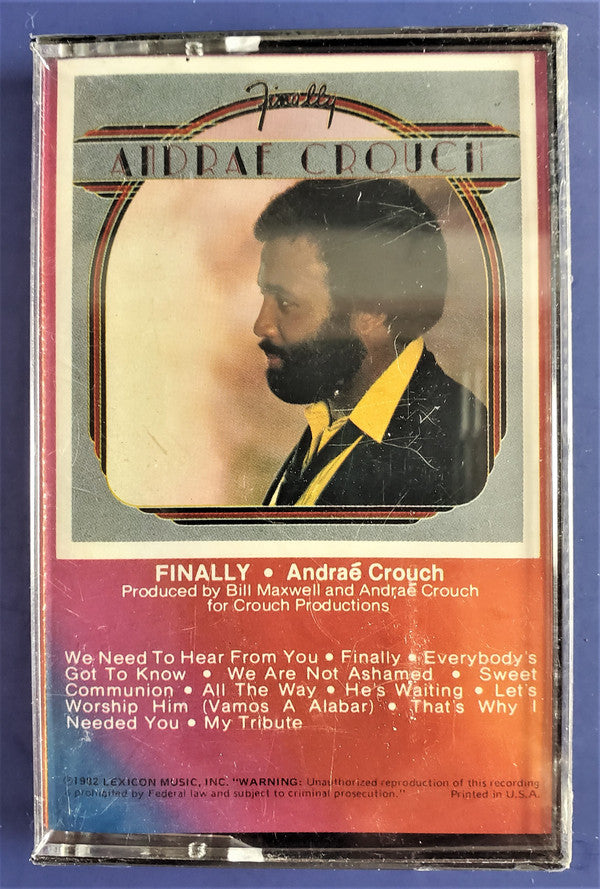 Finally
ANDRAE CROUCH
FINALLY • Andraé Crouch
Produced by Bill Maxwell and Andraé Crouch
for Crouch Productions
We Need To Hear From You • Finally • Everybody's
Got To Know • We Are Not Ashamed • Sweet
Communion • All The Way • He's Waiting • Let's
Worship Him (Vamos A Alabar) • That's Why I
Needed You • My Tribute
©1982 LEXICON MUSIC, INC. "WARNING: Unauthorized reproduction of this recording
is prohibited by Federal law and subject to criminal prosecution." Printed in U.S.A.